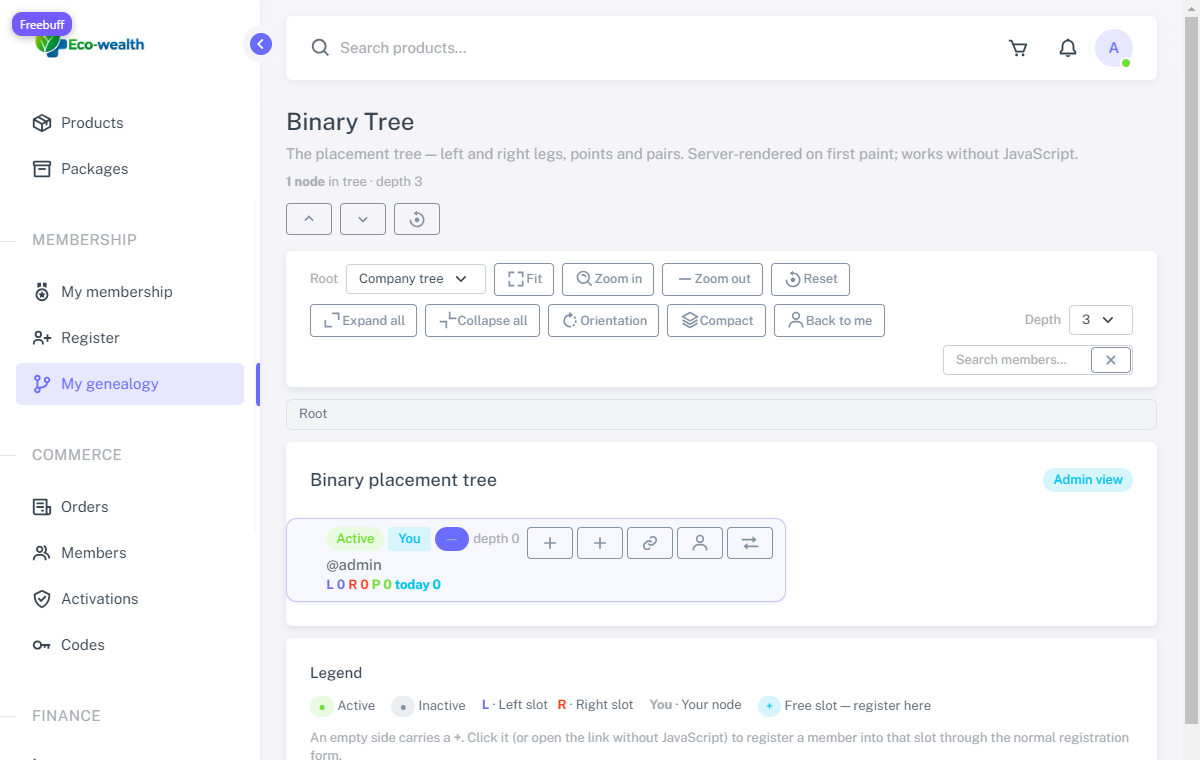 Freebuff
Eco-wealth
Search products...
A
Products
Packages
MEMBERSHIP
My membership
Register
My genealogy
COMMERCE
Orders
Members
Activations
Codes
FINANCE
Binary Tree
The placement tree — left and right legs, points and pairs. Server-rendered on first paint; works without JavaScript.
1 node in tree · depth 3
Root Company tree Fit Zoom in Zoom out Reset
Expand all Collapse all Orientation Compact Back to me Depth 3
Search members...
Root
Binary placement tree Admin view
Active You — depth 0
@admin
L 0 R 0 P 0 today 0
Legend
Active Inactive L · Left slot R · Right slot You · Your node + Free slot — register here
An empty side carries a +. Click it (or open the link without JavaScript) to register a member into that slot through the normal registration
form.